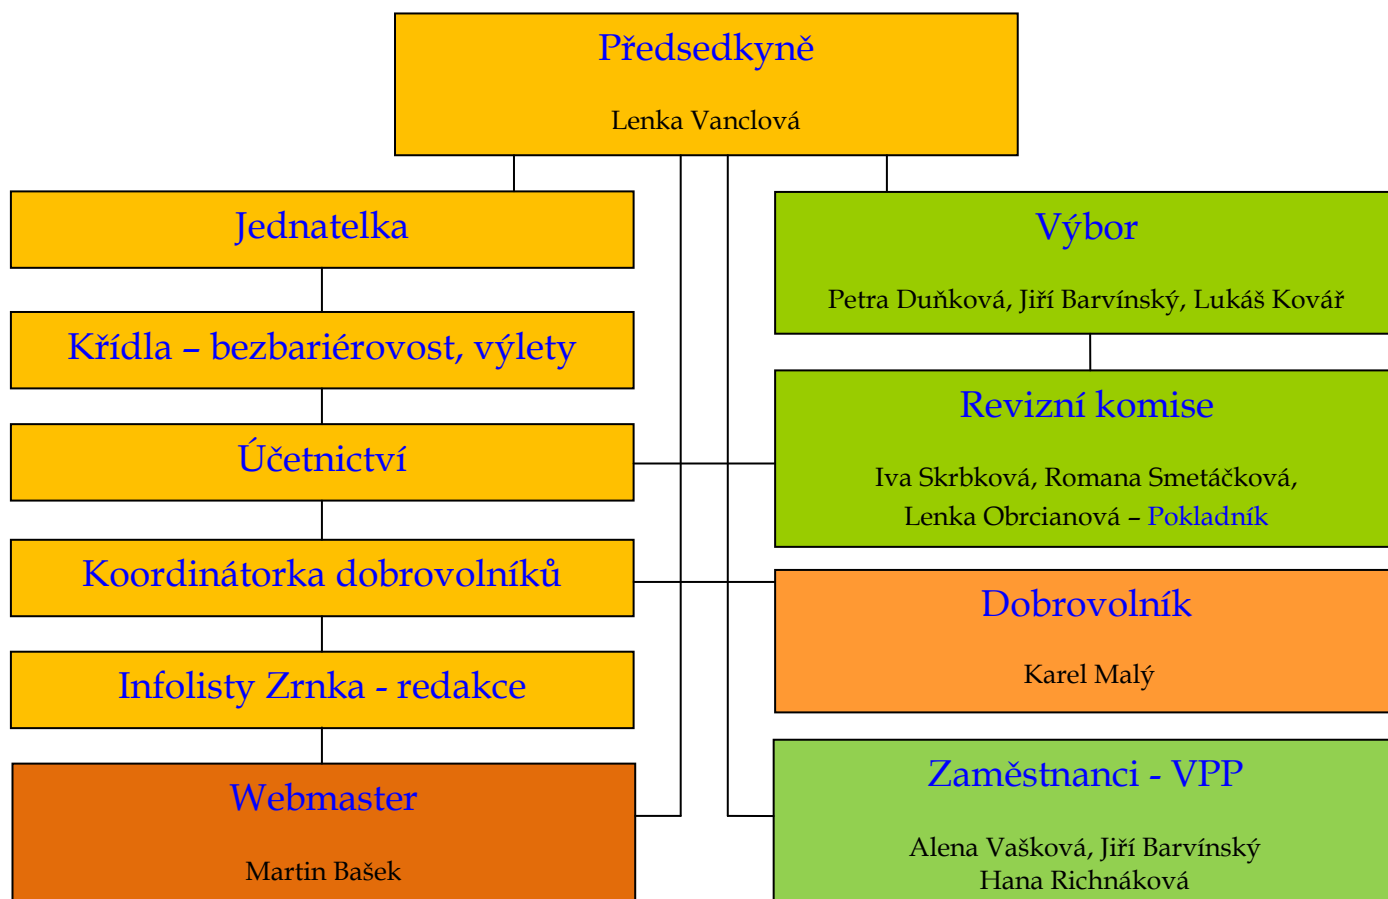 Předsedkyně
Lenka Vanclová
Jednatelka
Křídla – bezbariérovost, výlety
Účetnictví
Koordinátorka dobrovolníků
Infolisty Zrnka - redakce
Webmaster
Martin Bašek
Výbor
Petra Duňková, Jiří Barvínský, Lukáš Kovář
Revizní komise
Iva Skrbková, Romana Smetáčková,
Lenka Obrcianová – Pokladník
Dobrovolník
Karel Malý
Zaměstnanci - VPP
Alena Vašková, Jiří Barvínský
Hana Richnáková